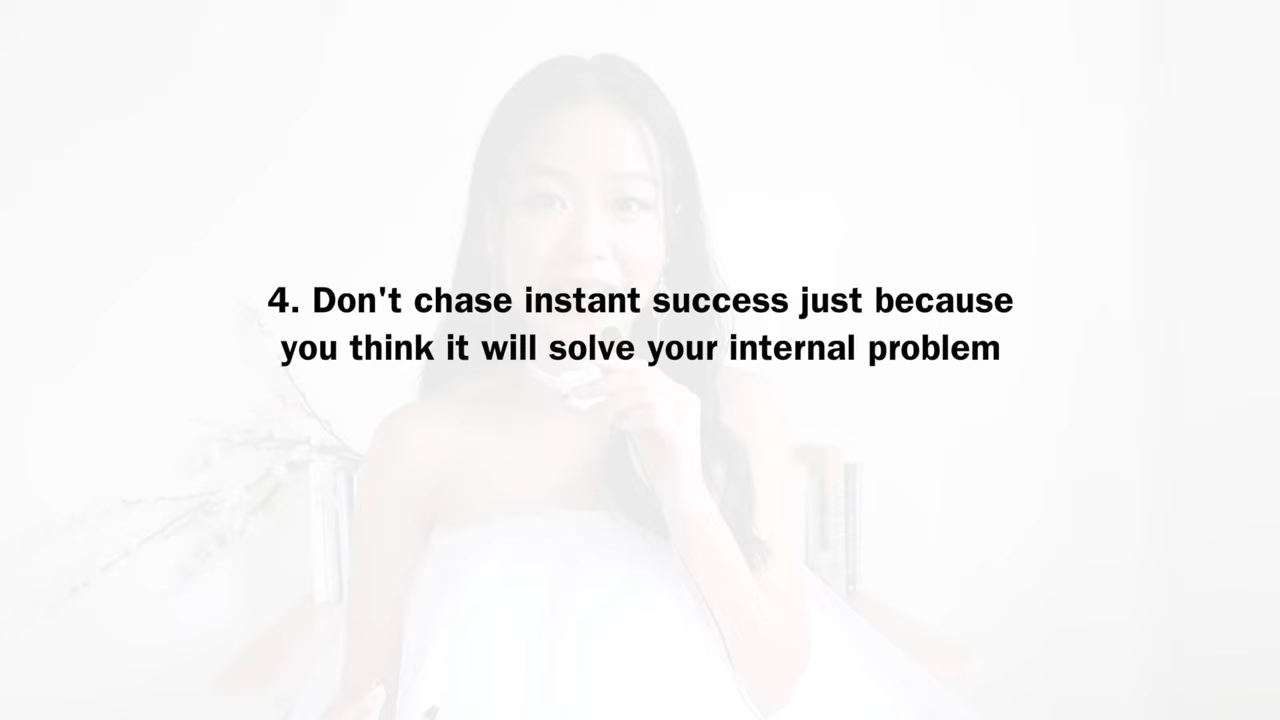 4. Don't chase instant success just because
you think it will solve your internal problem